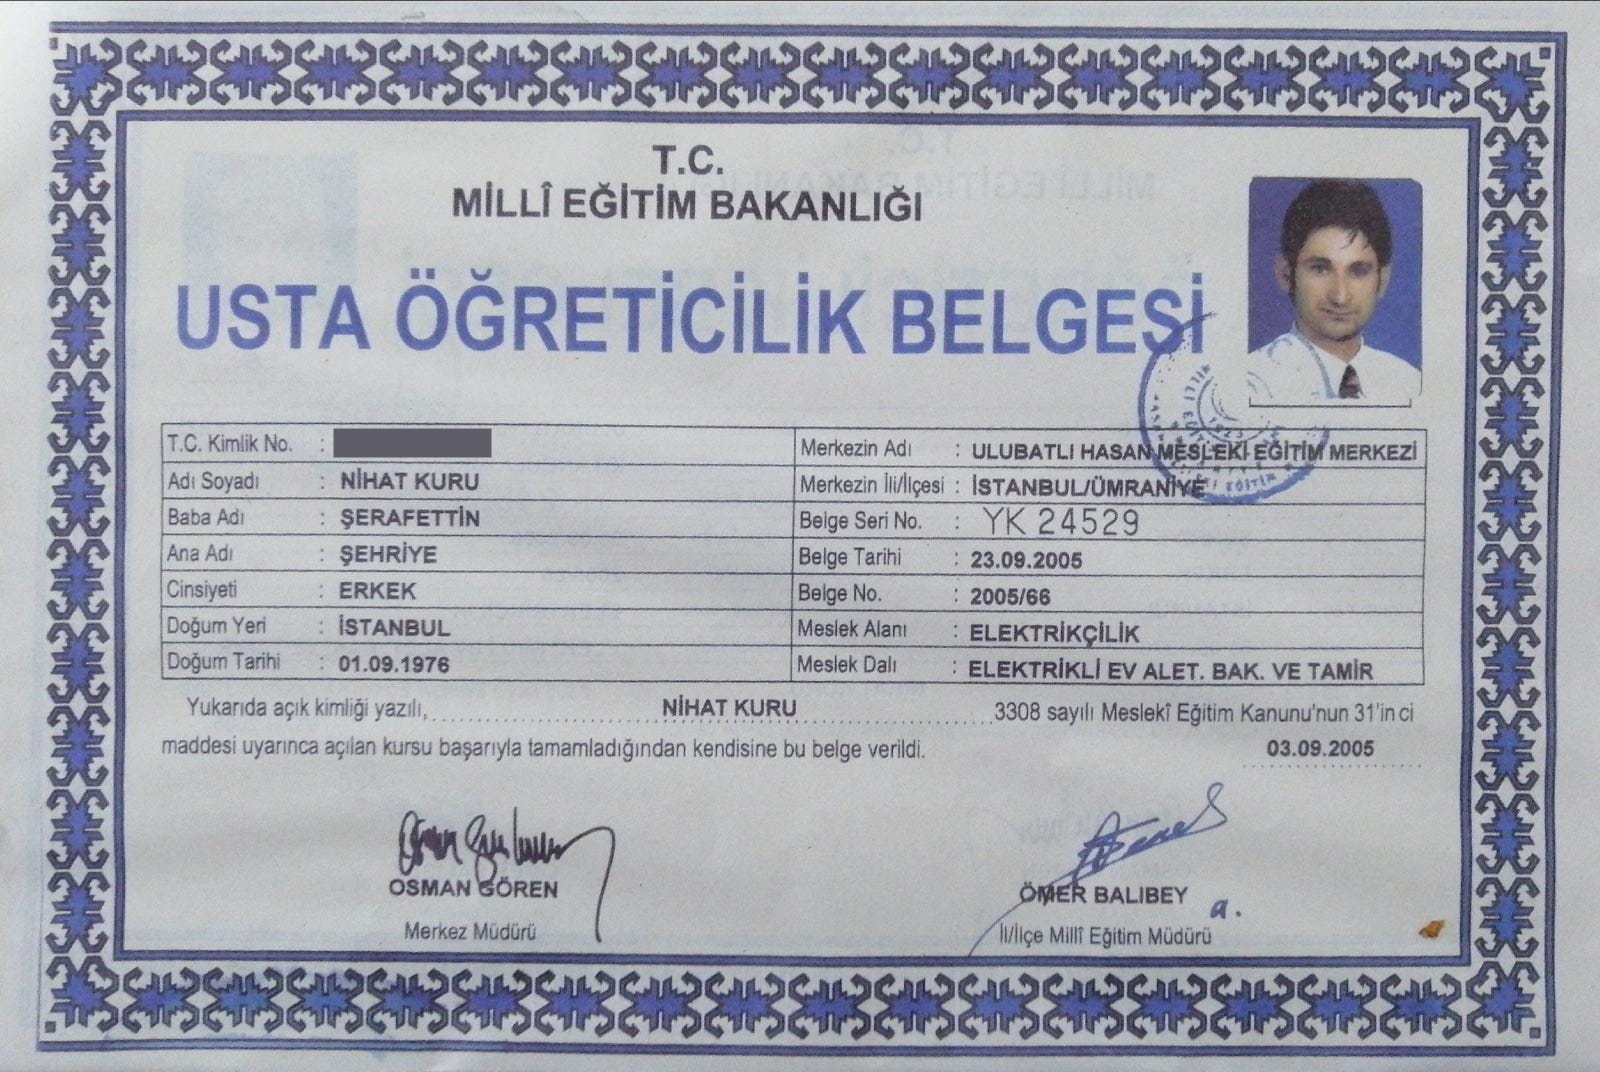 T.C.
MİLLÎ EĞİTİM BAKANLIĞI
USTA ÖĞRETİCİLİK BELGESİ
T.C. Kimlik No. :
Adı Soyadı : NİHAT KURU
Baba Adı : ŞERAFETTİN
Ana Adı : ŞEHRİYE
Cinsiyeti : ERKEK
Doğum Yeri : İSTANBUL
Doğum Tarihi : 01.09.1976
Merkezin Adı : ULUBATLI HASAN MESLEKİ EĞİTİM MERKEZİ
Merkezin İli/İlçesi : İSTANBUL/ÜMRANİYE
Belge Seri No. : YK 24529
Belge Tarihi : 23.09.2005
Belge No. : 2005/66
Meslek Alanı : ELEKTRİKÇİLİK
Meslek Dalı : ELEKTRİKLİ EV ALET. BAK. VE TAMİR
Yukarıda açık kimliği yazılı, NİHAT KURU 3308 sayılı Meslekî Eğitim Kanunu'nun 31'inci
maddesi uyarınca açılan kursu başarıyla tamamladığından kendisine bu belge verildi. 03.09.2005
OSMAN GÖREN
Merkez Müdürü
ÖMER BALIBEY
a.
İl/İlçe Millî Eğitim Müdürü